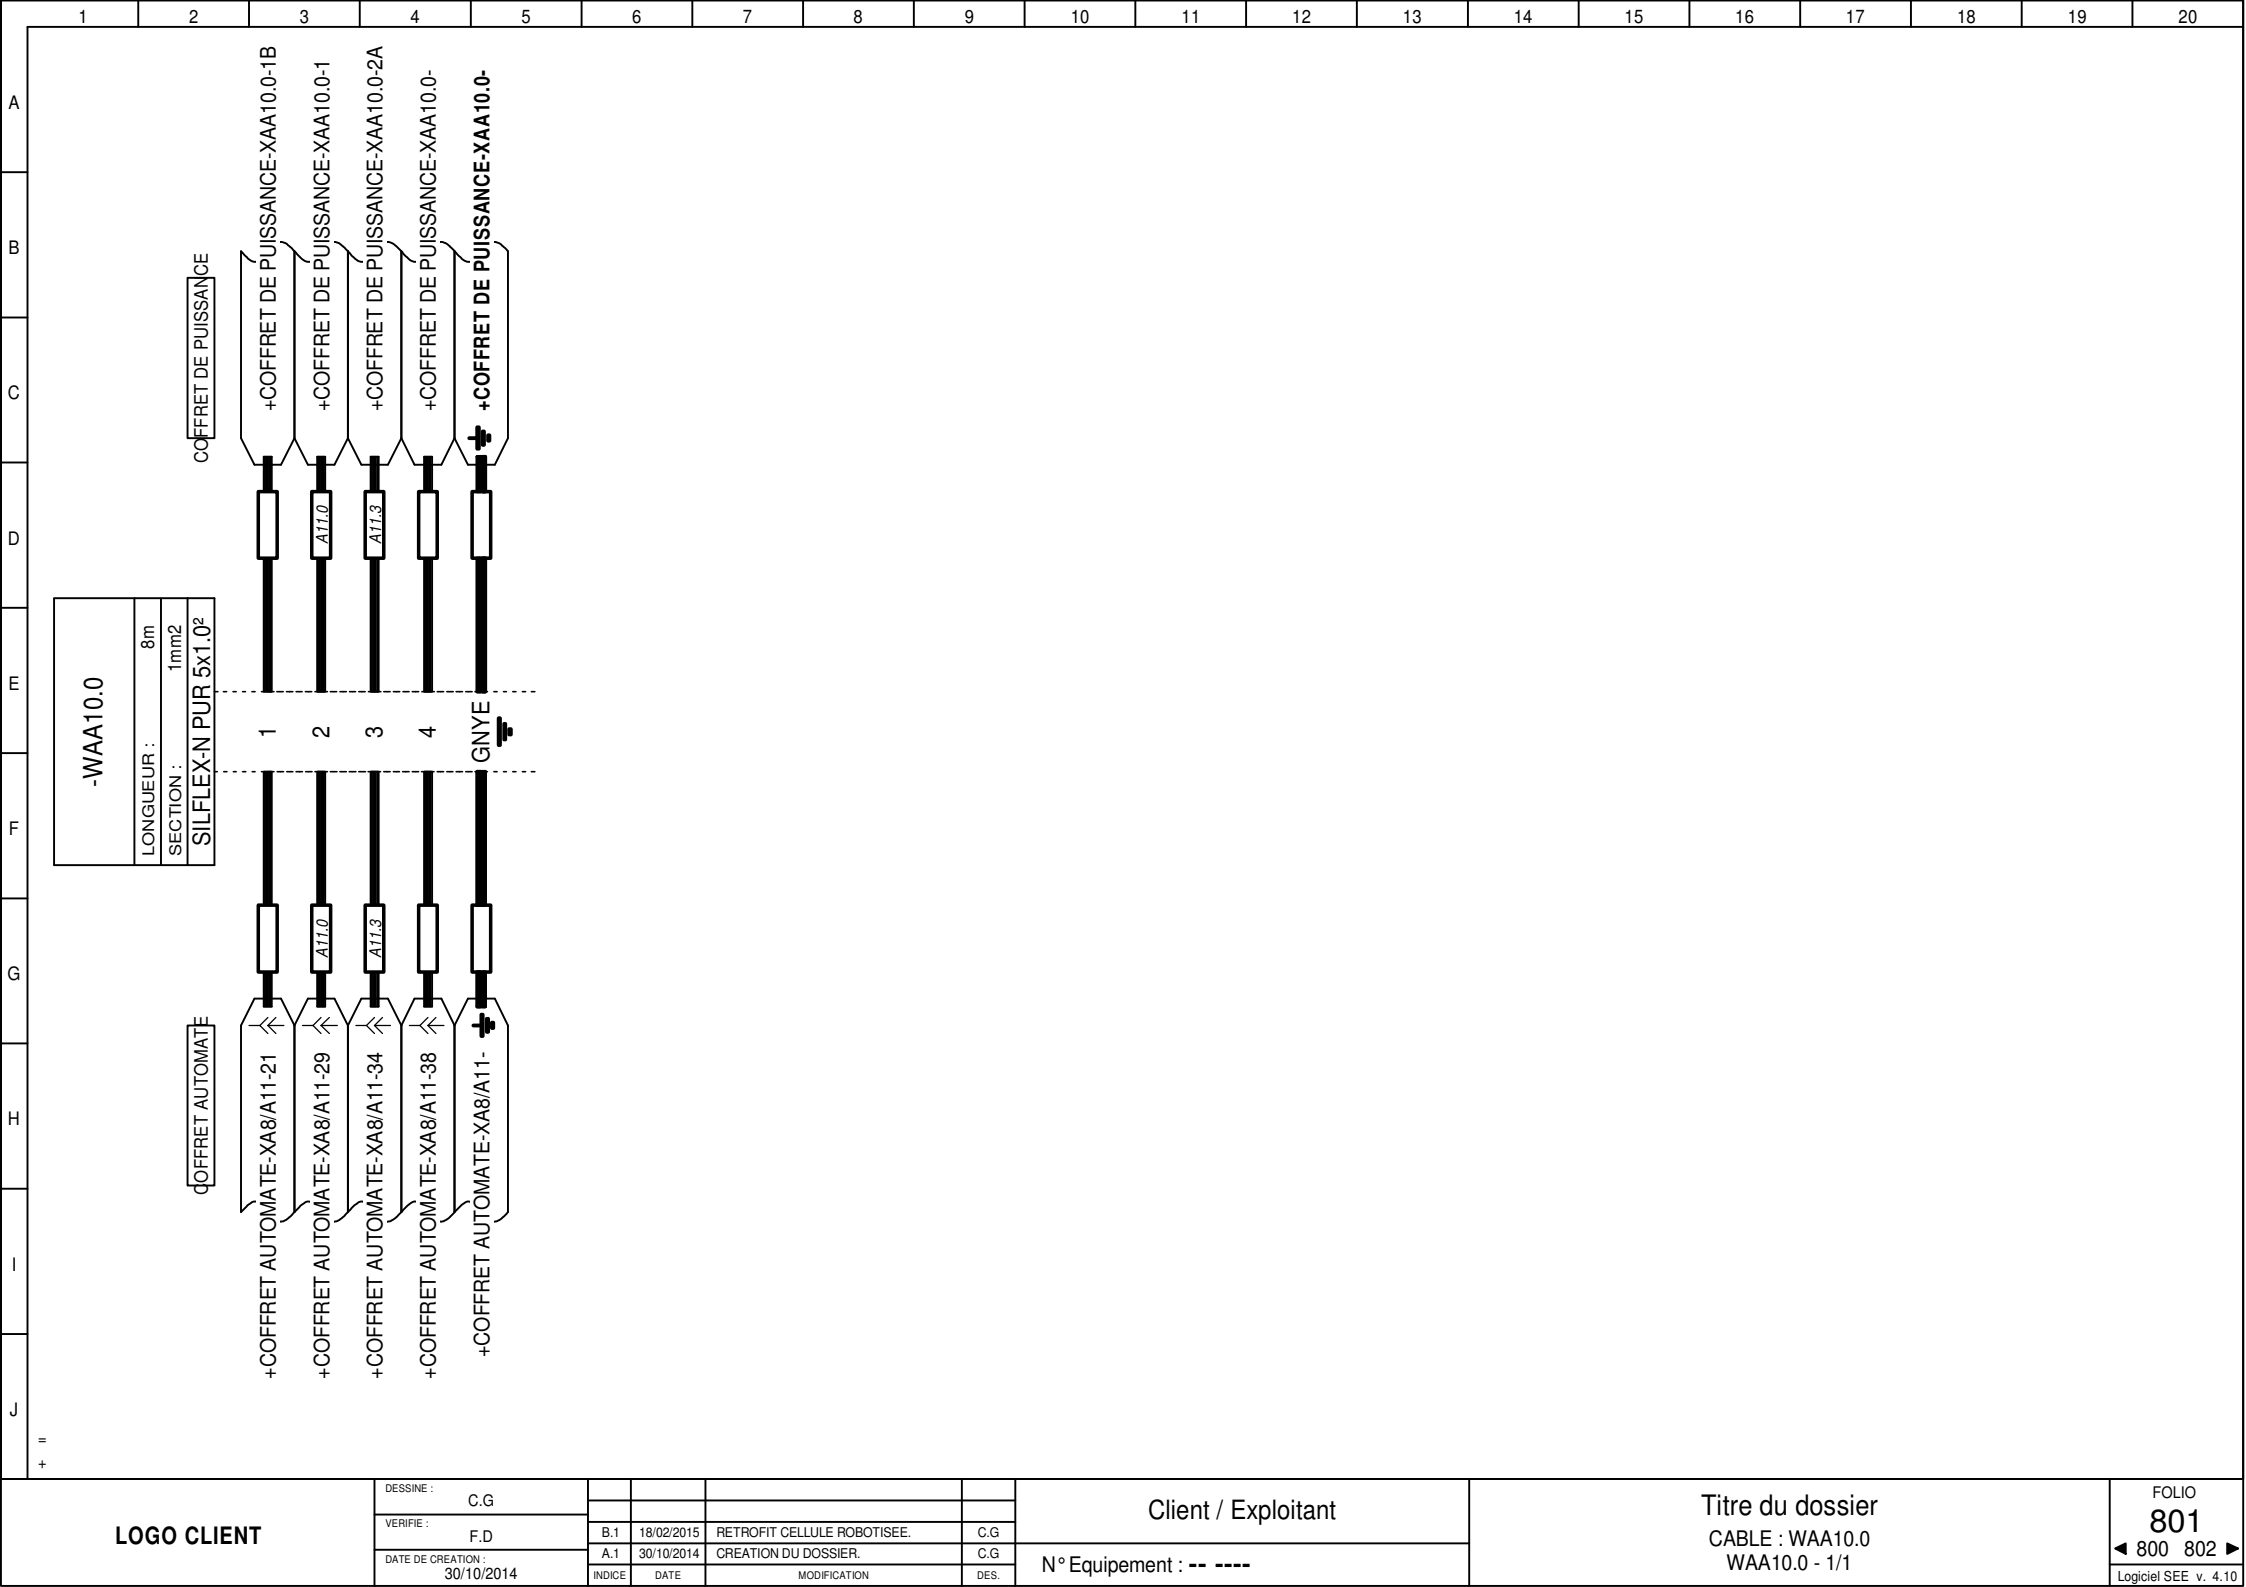 1 2 3 4 5 6 7 8 9 10 11 12 13 14 15 16 17 18 19 20
A
B
C
D
E
F
G
H
I
J
-WAA10.0
LONGUEUR : 8m
SECTION : 1mm2
SILFLEX-N PUR 5x1.0²
COFFRET DE PUISSANCE
+COFFRET DE PUISSANCE-XAA10.0-1B
+COFFRET DE PUISSANCE-XAA10.0-1
+COFFRET DE PUISSANCE-XAA10.0-2A
+COFFRET DE PUISSANCE-XAA10.0-
+COFFRET DE PUISSANCE-XAA10.0-
A11.0
A11.3
1
2
3
4
GNYE
A11.0
A11.3
COFFRET AUTOMATE
+COFFRET AUTOMATE-XA8/A11-21
+COFFRET AUTOMATE-XA8/A11-29
+COFFRET AUTOMATE-XA8/A11-34
+COFFRET AUTOMATE-XA8/A11-38
+COFFRET AUTOMATE-XA8/A11-
=
+
LOGO CLIENT
DESSINE :
C.G
VERIFIE :
F.D
DATE DE CREATION :
30/10/2014
B.1 18/02/2015 RETROFIT CELLULE ROBOTISEE. C.G
A.1 30/10/2014 CREATION DU DOSSIER. C.G
INDICE DATE MODIFICATION DES.
Client / Exploitant
N° Equipement : -- ----
Titre du dossier
CABLE : WAA10.0
WAA10.0 - 1/1
FOLIO
801
◄ 800 802 ►
Logiciel SEE v. 4.10